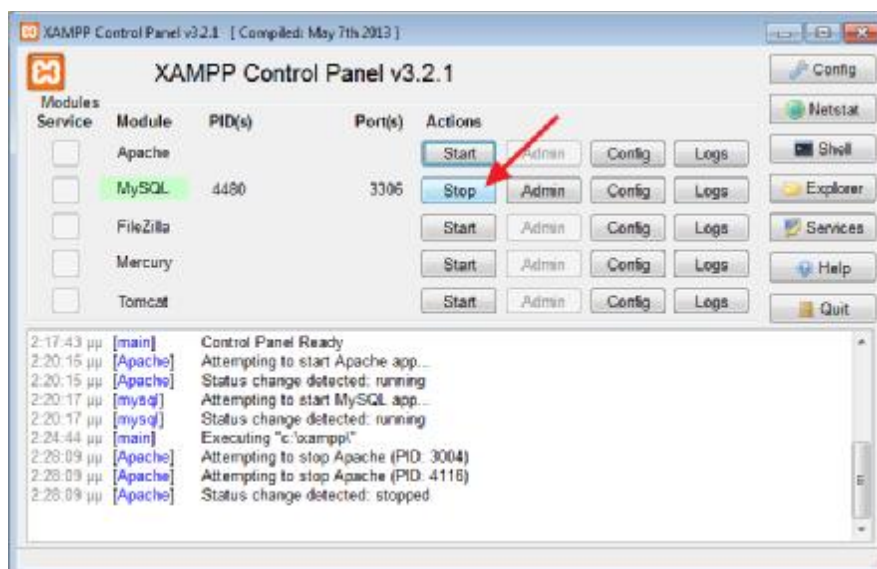 XAMPP Control Panel v3.2.1 [ Compiled: May 7th 2013 ]
XAMPP Control Panel v3.2.1
Config
Modules
Service Module PID(s) Port(s) Actions
Netstat
Apache Start Admin Config Logs
Shell
MySQL 4480 3306 Stop Admin Config Logs
Explorer
FileZilla Start Admin Config Logs
Services
Mercury Start Admin Config Logs
Help
Tomcat Start Admin Config Logs
Quit
2:17:43 μμ [main] Control Panel Ready
2:20:15 μμ [Apache] Attempting to start Apache app...
2:20:15 μμ [Apache] Status change detected: running
2:20:17 μμ [mysql] Attempting to start MySQL app...
2:20:17 μμ [mysql] Status change detected: running
2:24:44 μμ [main] Executing "c:\xampp\"
2:28:09 μμ [Apache] Attempting to stop Apache (PID: 3004)
2:28:09 μμ [Apache] Attempting to stop Apache (PID: 4116)
2:28:09 μμ [Apache] Status change detected: stopped